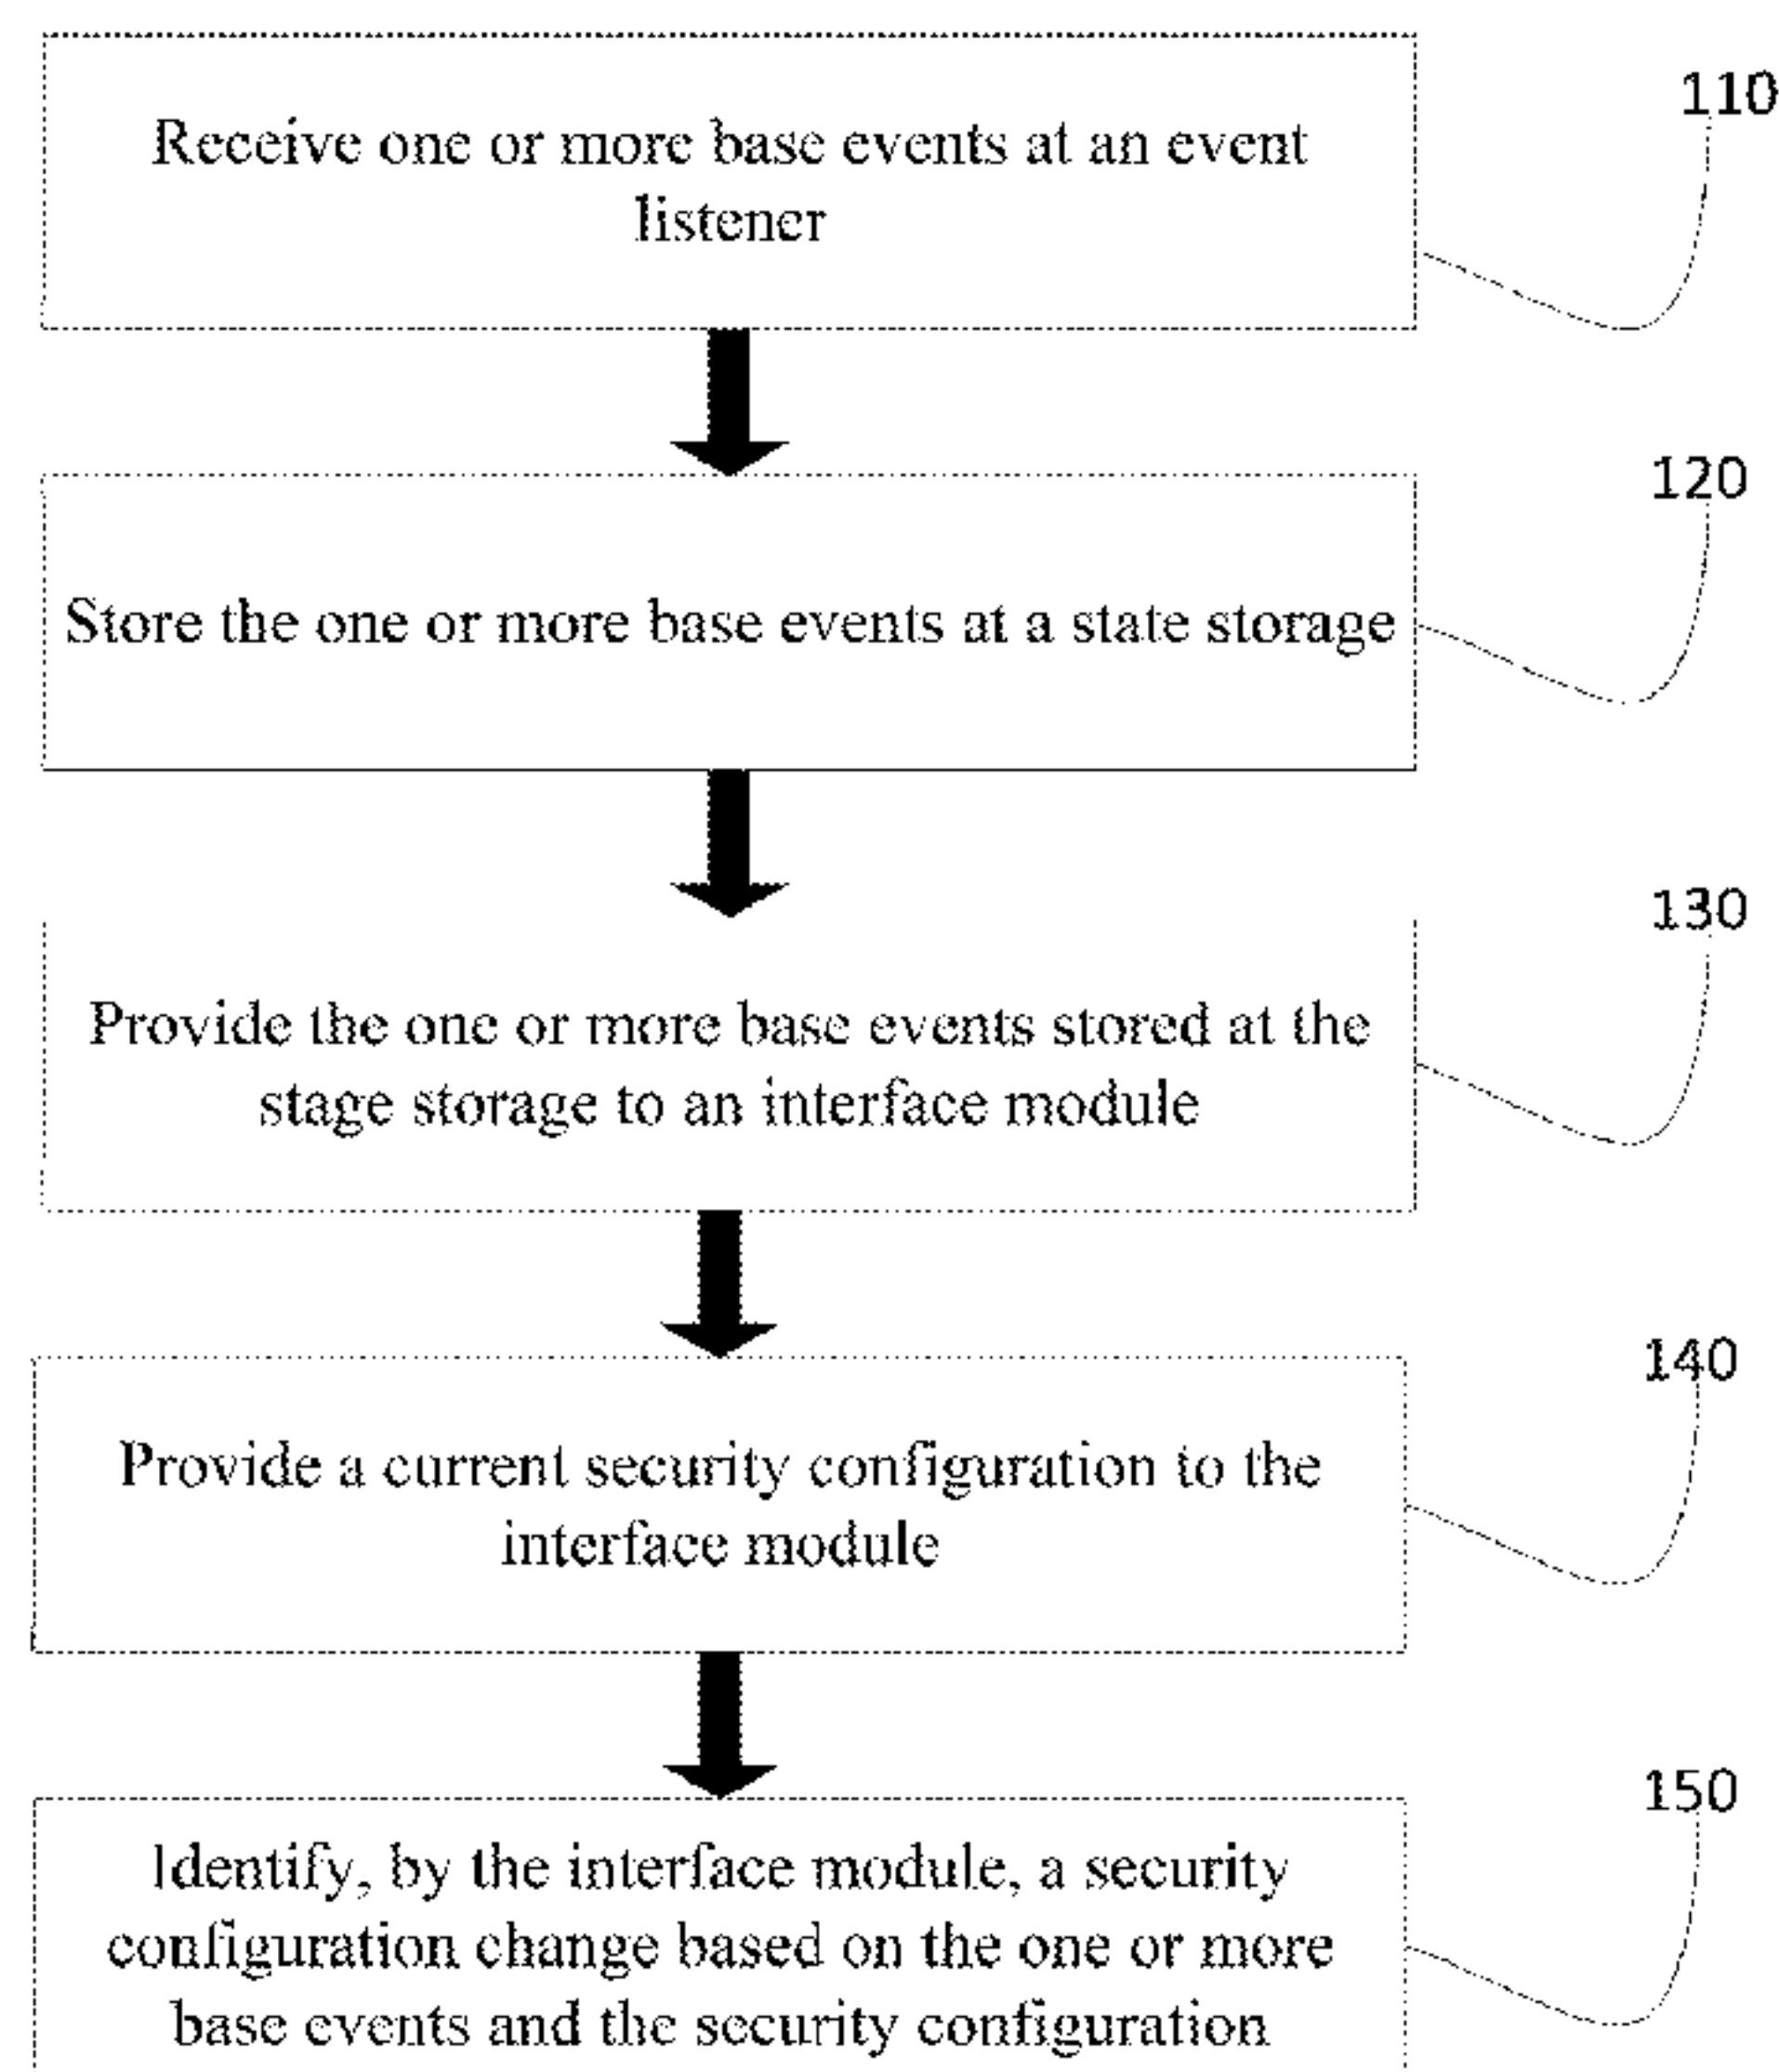 Receive one or more base events at an event
listener
110
Store the one or more base events at a state storage
120
Provide the one or more base events stored at the
stage storage to an interface module
130
Provide a current security configuration to the
interface module
140
Identify, by the interface module, a security
configuration change based on the one or more
base events and the security configuration
150